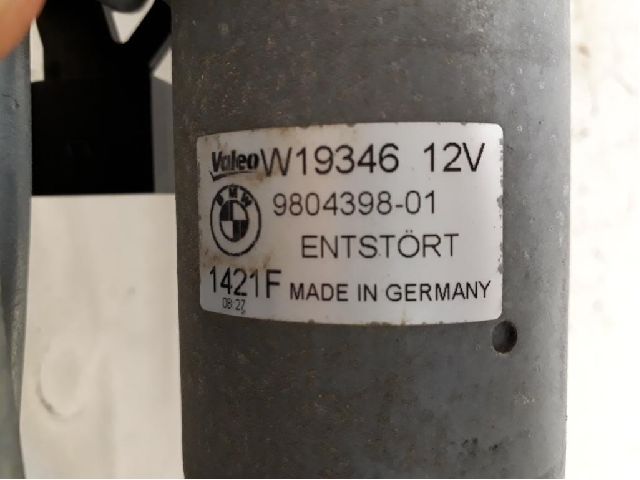 Valeo W19346 12V
BMW 9804398-01
ENTSTÖRT
1421F MADE IN GERMANY
08:27